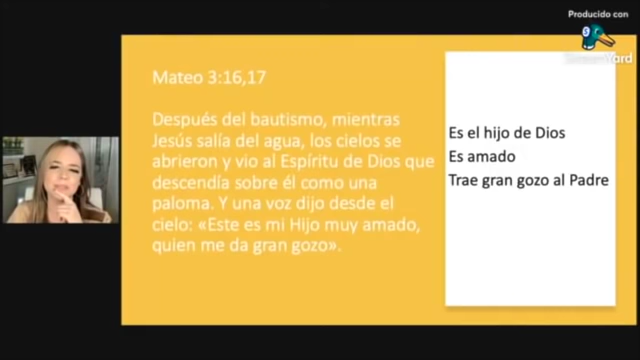 Producido con
StreamYard
Mateo 3:16,17
Después del bautismo, mientras
Jesús salía del agua, los cielos se
abrieron y vio al Espíritu de Dios que
descendía sobre él como una
paloma. Y una voz dijo desde el
cielo: «Este es mi Hijo muy amado,
quien me da gran gozo».
Es el hijo de Dios
Es amado
Trae gran gozo al Padre